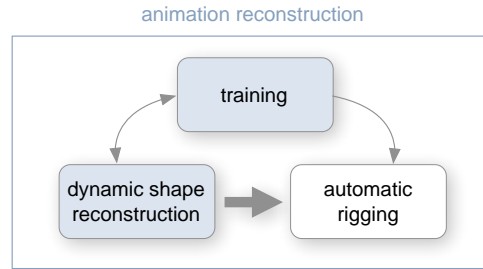 animation reconstruction
training
dynamic shape
reconstruction
automatic
rigging